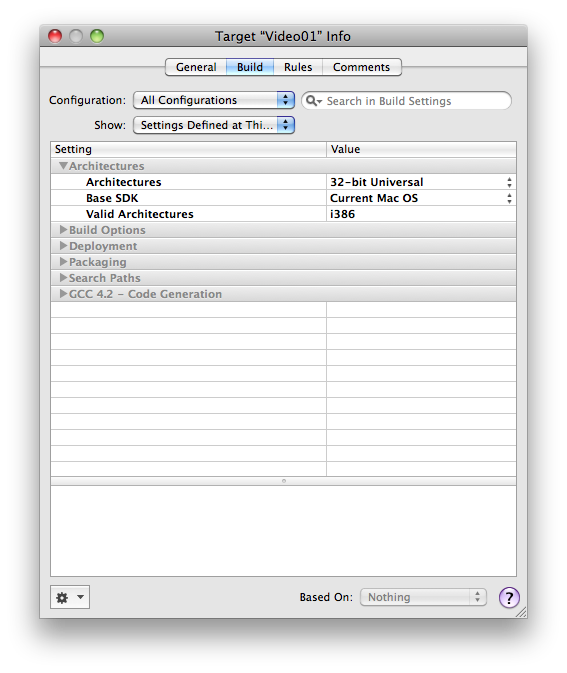 Target “Video01” Info
General Build Rules Comments
Configuration: All Configurations Search in Build Settings
Show: Settings Defined at Thi...
Setting Value
Architectures
Architectures 32-bit Universal
Base SDK Current Mac OS
Valid Architectures i386
Build Options
Deployment
Packaging
Search Paths
GCC 4.2 - Code Generation
Based On: Nothing ?